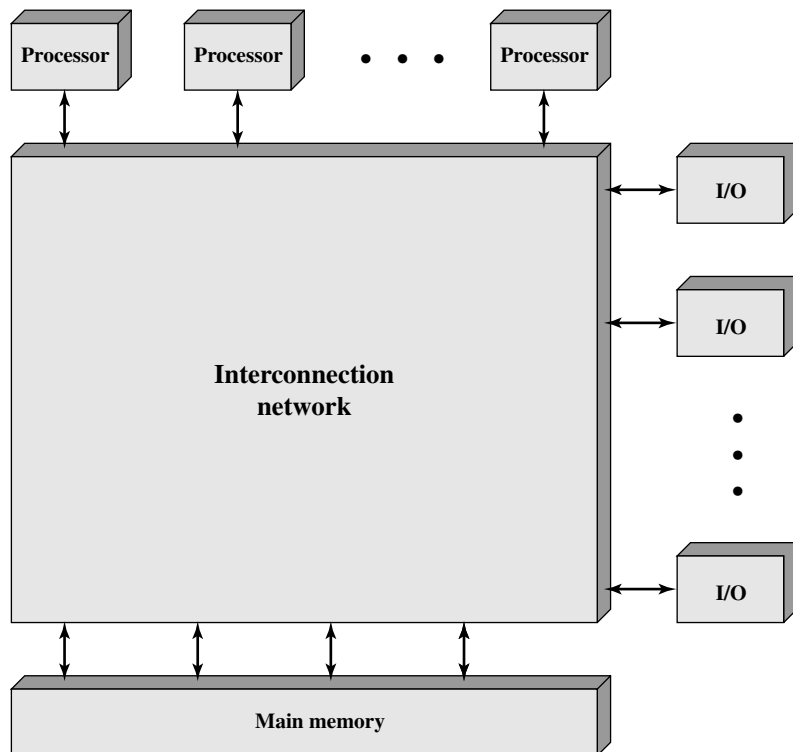 Processor
Processor
Processor
I/O
I/O
Interconnection
network
I/O
Main memory